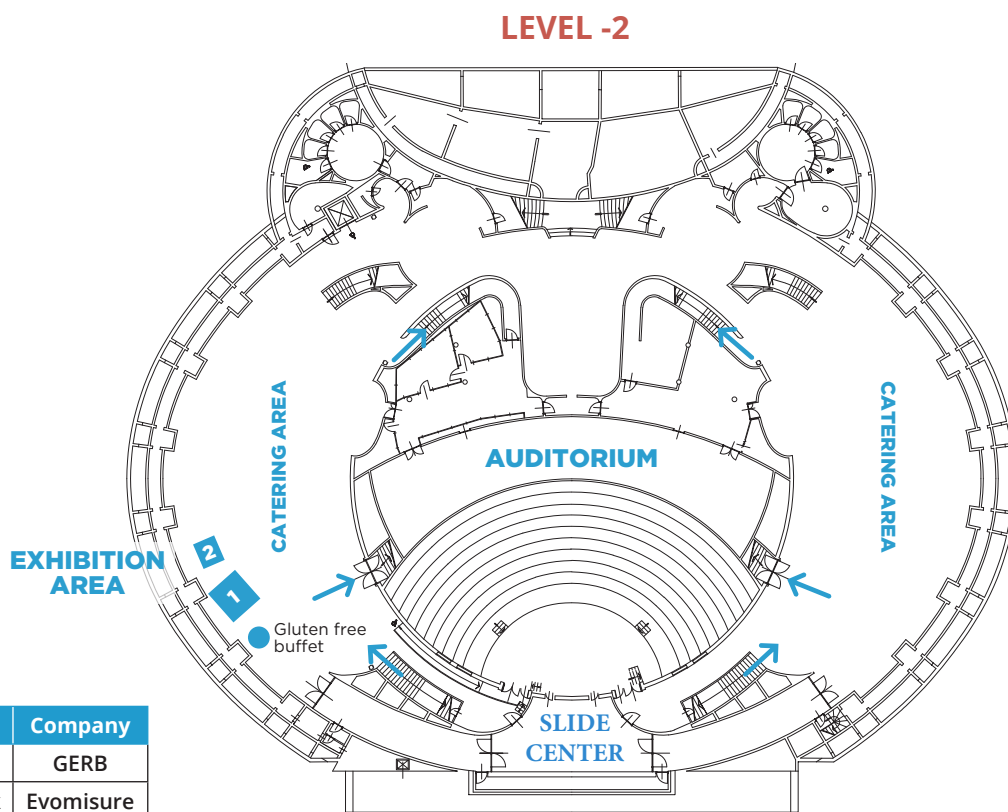 LEVEL -2
CATERING AREA
CATERING AREA
AUDITORIUM
EXHIBITION
AREA
2
1
Gluten free
buffet
SLIDE
CENTER
Company
GERB
Evomisure